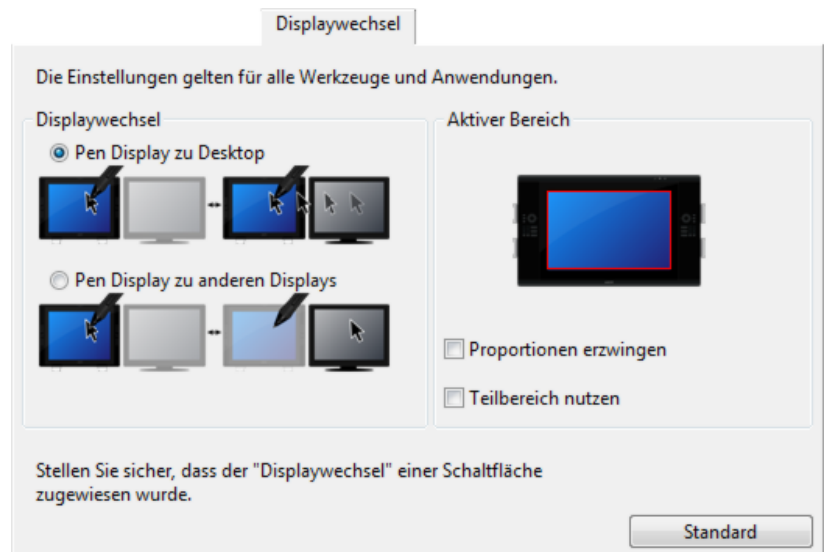 Displaywechsel
Die Einstellungen gelten für alle Werkzeuge und Anwendungen.
Displaywechsel
Pen Display zu Desktop
Pen Display zu anderen Displays
Aktiver Bereich
Proportionen erzwingen
Teilbereich nutzen
Stellen Sie sicher, dass der "Displaywechsel" einer Schaltfläche
zugewiesen wurde.
Standard